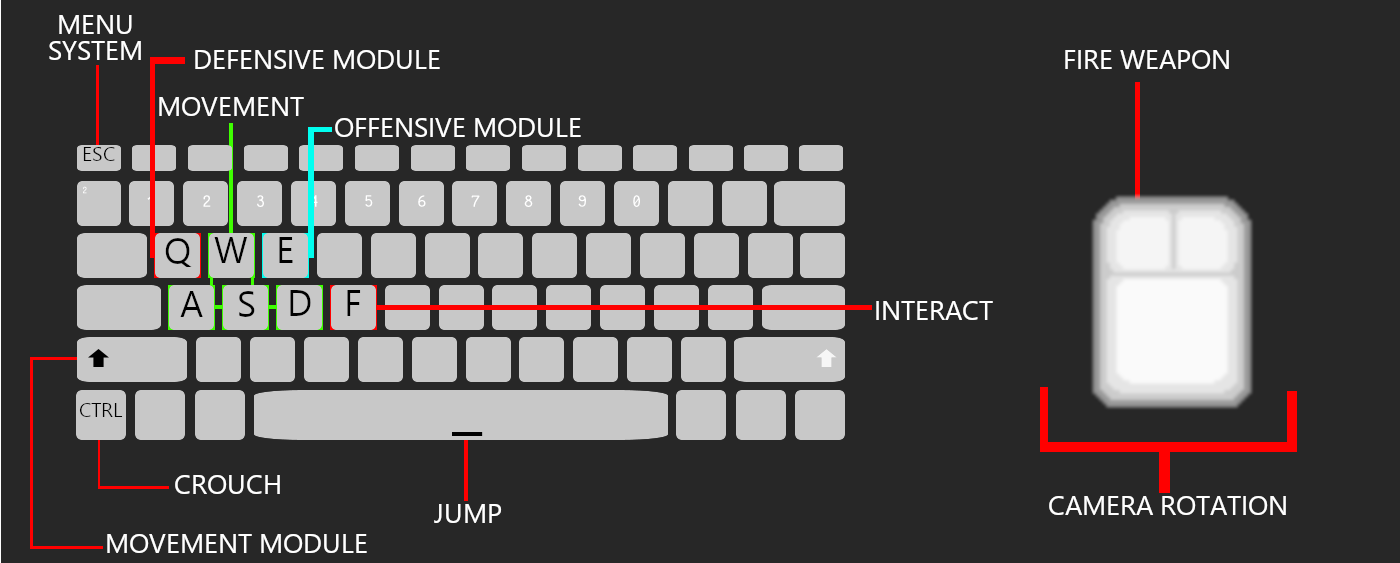 MENU
SYSTEM
DEFENSIVE MODULE
FIRE WEAPON
MOVEMENT
OFFENSIVE MODULE
ESC
2
1 2 3 4 5 6 7 8 9 0
Q W E
A S D F
INTERACT
CTRL
CROUCH
JUMP
CAMERA ROTATION
MOVEMENT MODULE